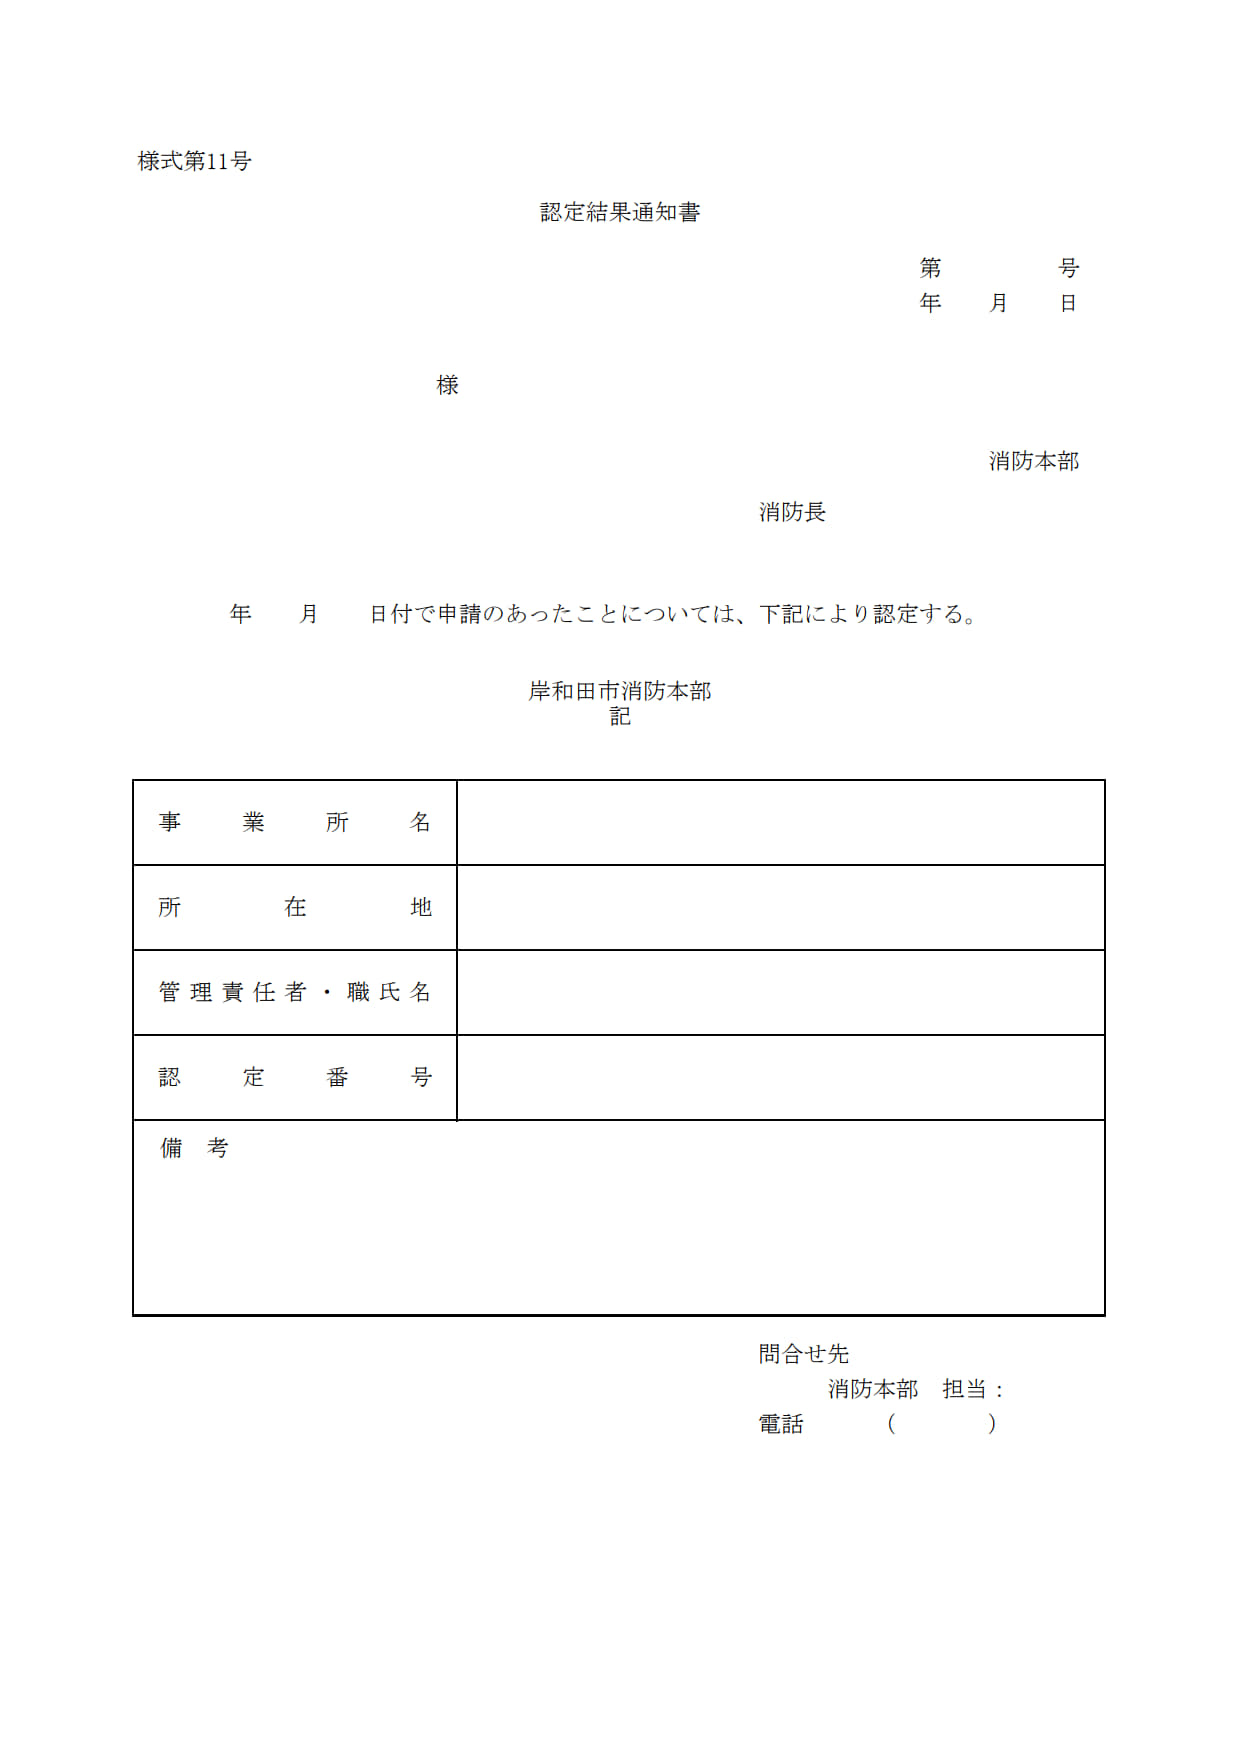 様式第11号
認定結果通知書
第　　　　　号
年　　月　　日
様
消防本部
消防長
年　　月　　日付で申請のあったことについては、下記により認定する。
岸和田市消防本部
記
事業所名
所在地
管理責任者・職氏名
認定番号
備　考
問合せ先
消防本部　担当：
電話　　　（　　　　）